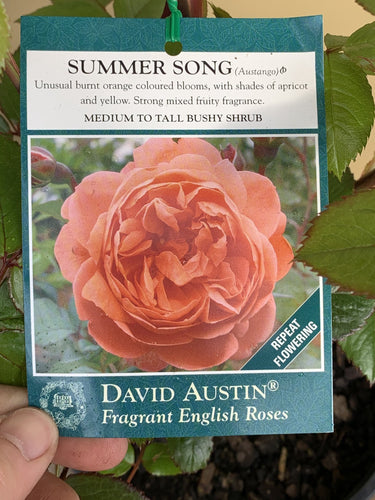 SUMMER SONG (Austango)
Unusual burnt orange coloured blooms, with shades of apricot
and yellow. Strong mixed fruity fragrance.
MEDIUM TO TALL BUSHY SHRUB
REPEAT
FLOWERING
DAVID AUSTIN®
Fragrant English Roses